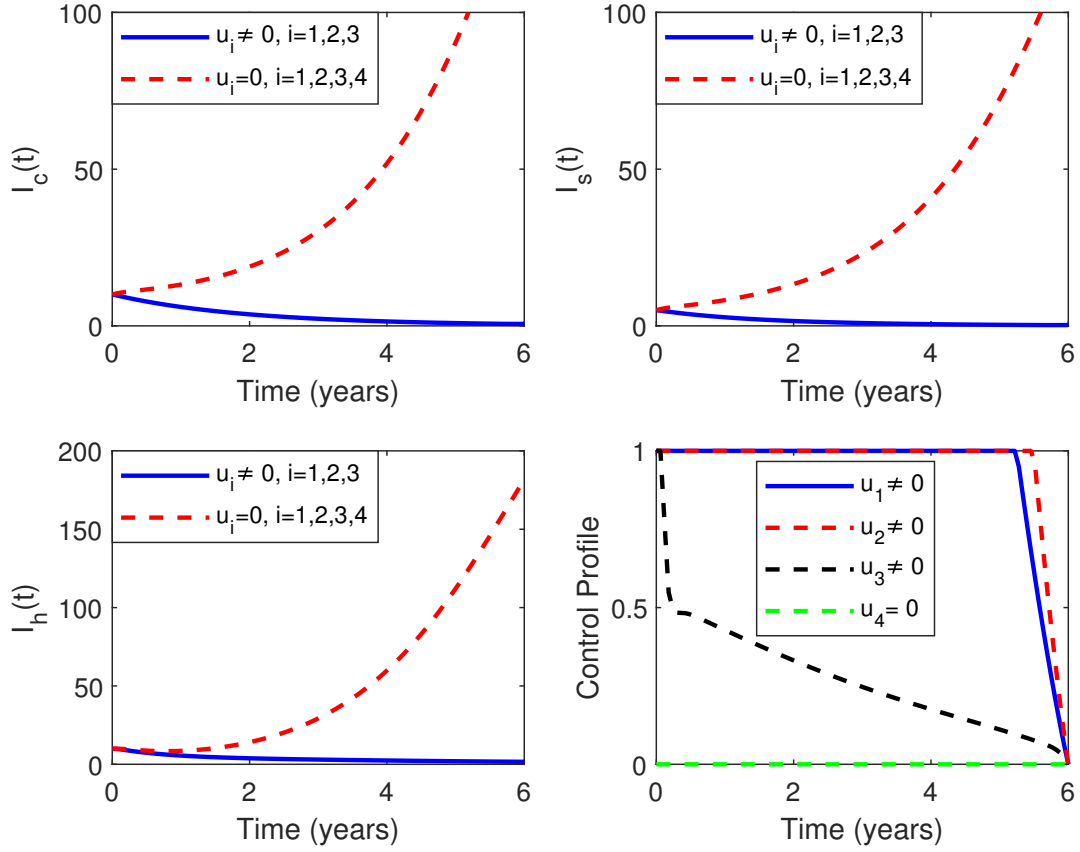 100
50
0
0
2
4
6
I_c(t)
Time (years)
u_i ≠ 0, i=1,2,3
u_i=0, i=1,2,3,4
100
50
0
0
2
4
6
I_s(t)
Time (years)
u_i ≠ 0, i=1,2,3
u_i=0, i=1,2,3,4
200
150
100
50
0
0
2
4
6
I_h(t)
Time (years)
u_i ≠ 0, i=1,2,3
u_i=0, i=1,2,3,4
1
0.5
0
0
2
4
6
Control Profile
Time (years)
u_1 ≠ 0
u_2 ≠ 0
u_3 ≠ 0
u_4= 0